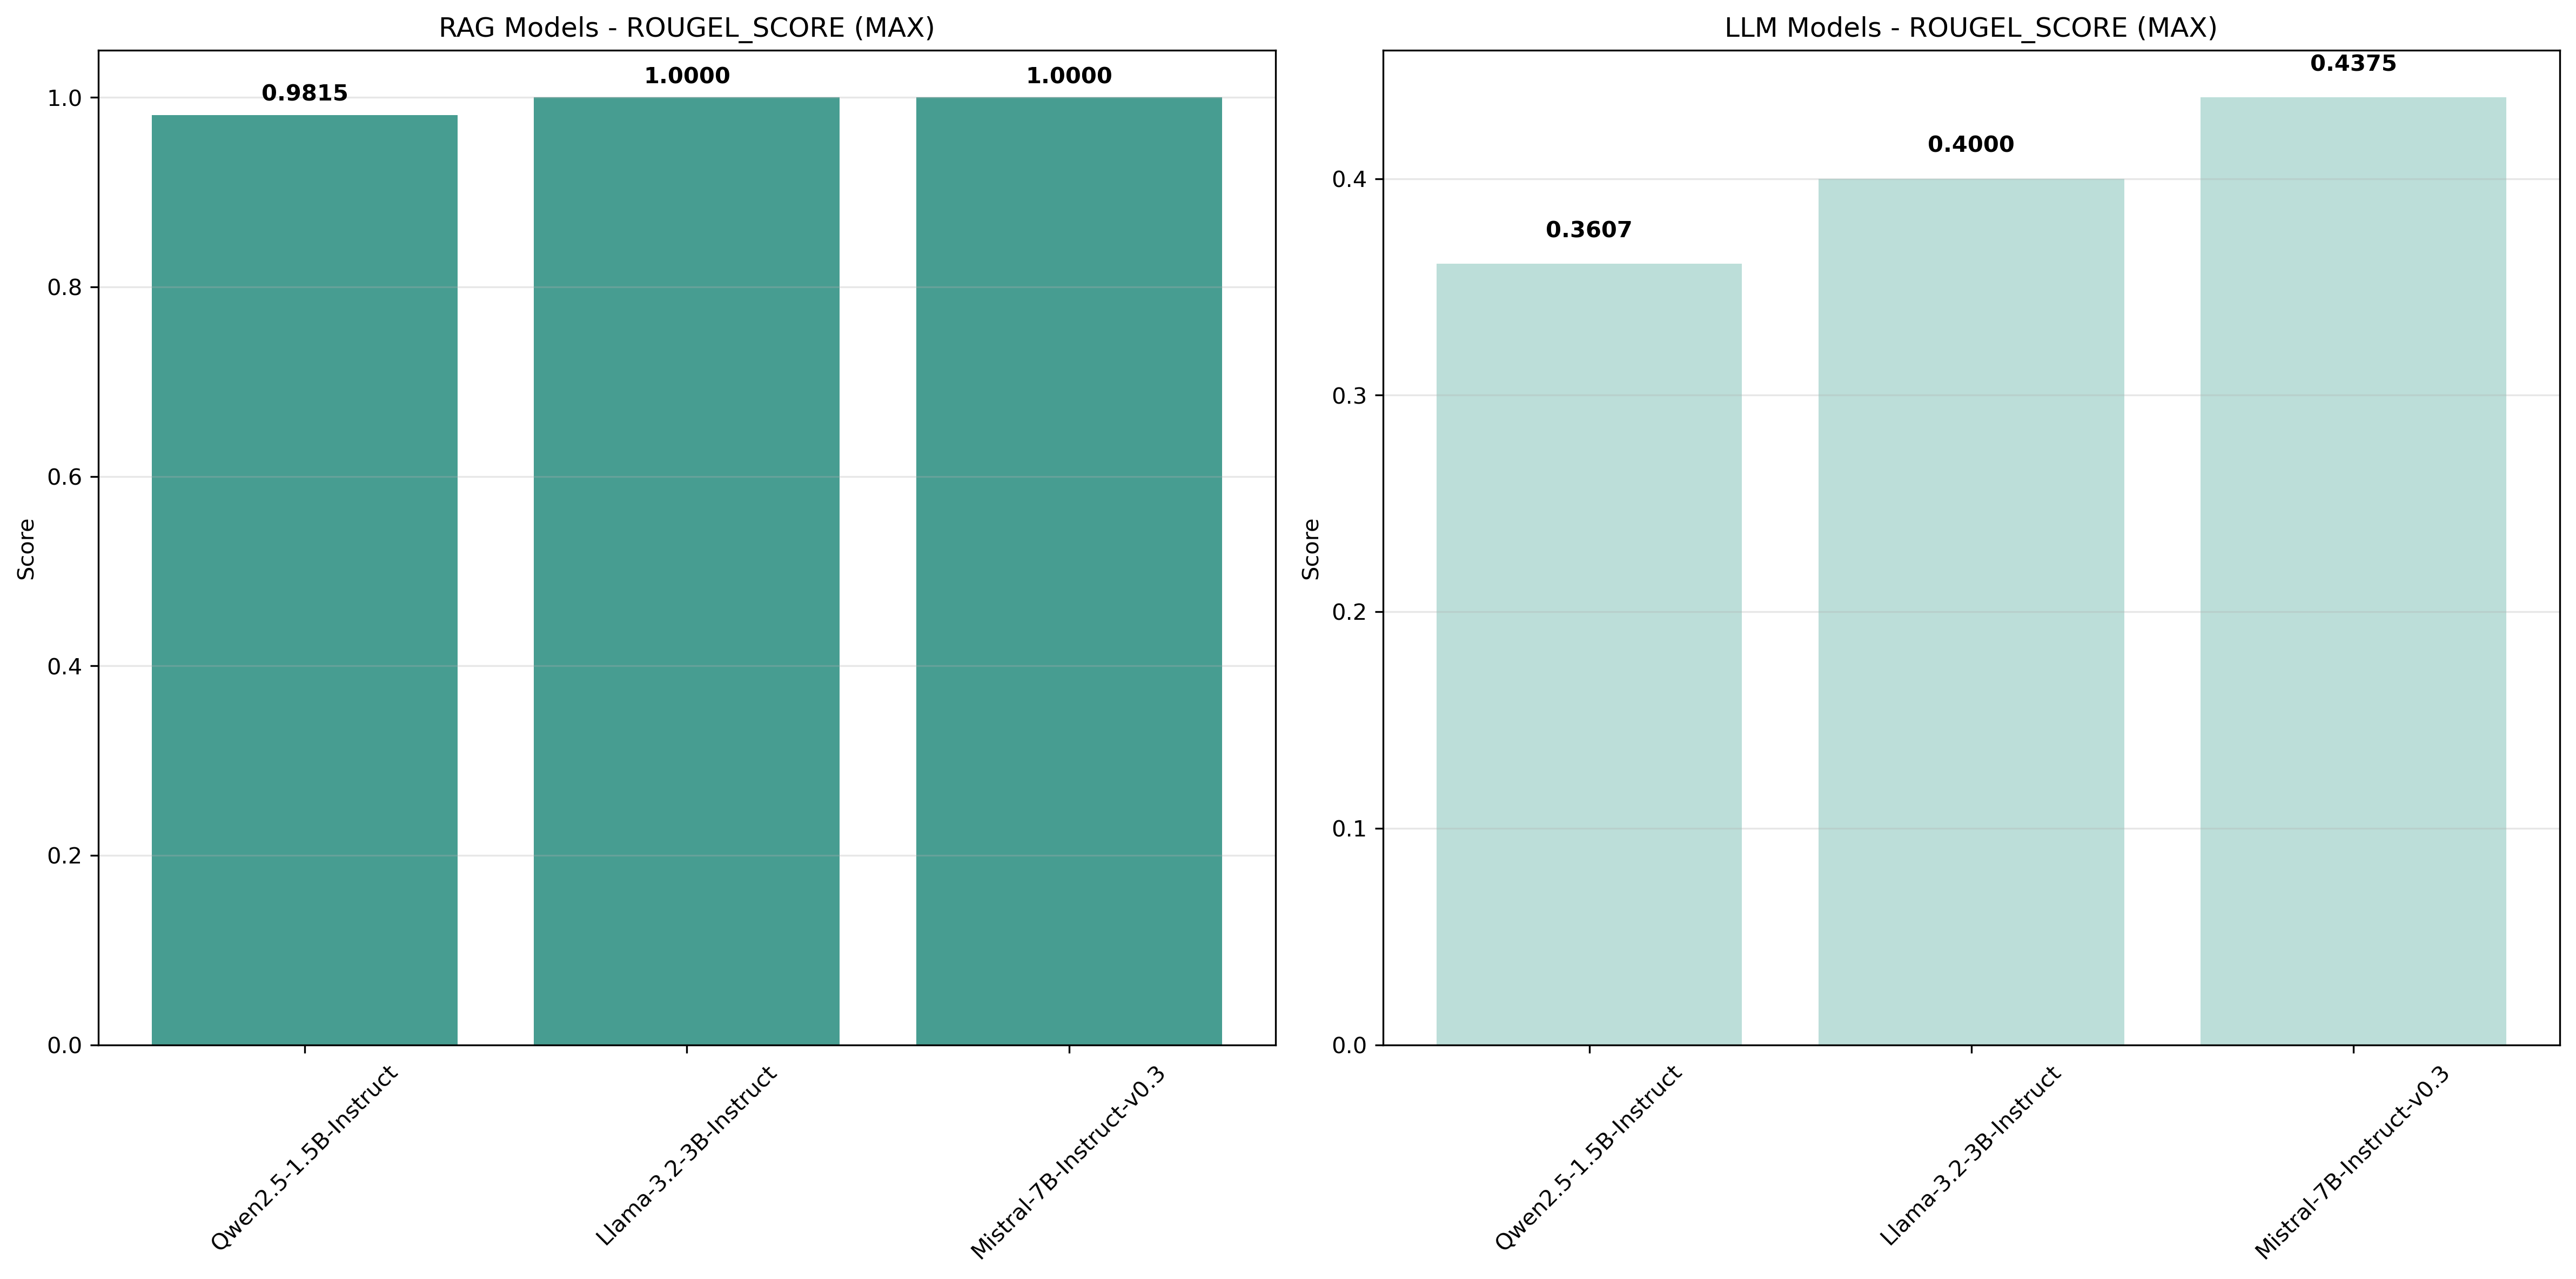 RAG Models - ROUGEL_SCORE (MAX)
0.9815
1.0000
1.0000
1.0
0.8
0.6
0.4
0.2
0.0
Score
Qwen2.5-1.5B-Instruct
Llama-3.2-3B-Instruct
Mistral-7B-Instruct-v0.3
LLM Models - ROUGEL_SCORE (MAX)
0.3607
0.4000
0.4375
0.4
0.3
0.2
0.1
0.0
Score
Qwen2.5-1.5B-Instruct
Llama-3.2-3B-Instruct
Mistral-7B-Instruct-v0.3